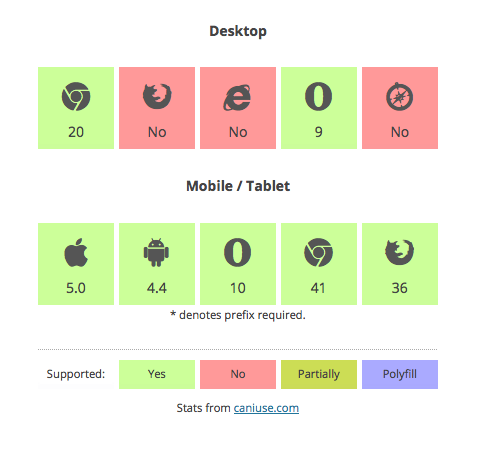 Desktop
20 No No 9 No
Mobile / Tablet
5.0 4.4 10 41 36
* denotes prefix required.
Supported: Yes No Partially Polyfill
Stats from caniuse.com